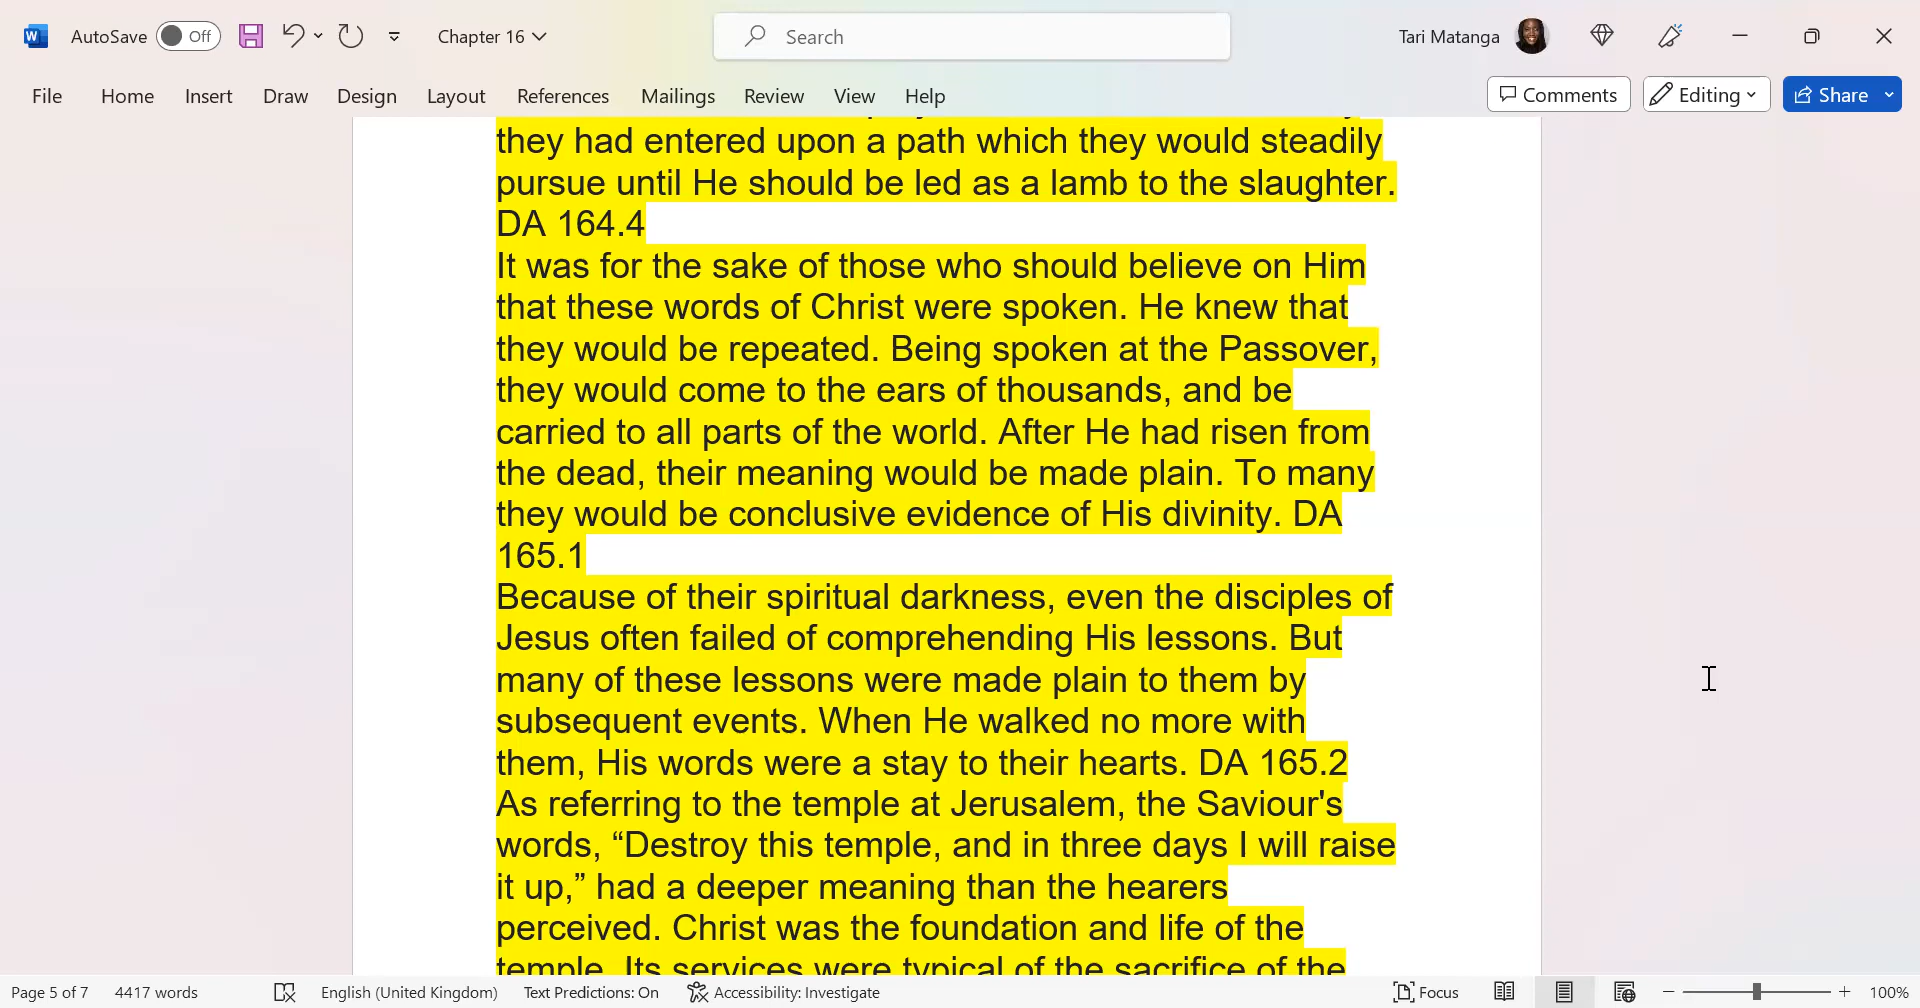 AutoSave Off Chapter 16 Search Tari Matanga
File Home Insert Draw Design Layout References Mailings Review View Help Comments Editing Share
they had entered upon a path which they would steadily
pursue until He should be led as a lamb to the slaughter.
DA 164.4
It was for the sake of those who should believe on Him
that these words of Christ were spoken. He knew that
they would be repeated. Being spoken at the Passover,
they would come to the ears of thousands, and be
carried to all parts of the world. After He had risen from
the dead, their meaning would be made plain. To many
they would be conclusive evidence of His divinity. DA
165.1
Because of their spiritual darkness, even the disciples of
Jesus often failed of comprehending His lessons. But
many of these lessons were made plain to them by
subsequent events. When He walked no more with
them, His words were a stay to their hearts. DA 165.2
As referring to the temple at Jerusalem, the Saviour's
words, “Destroy this temple, and in three days I will raise
it up,” had a deeper meaning than the hearers
perceived. Christ was the foundation and life of the
temple. Its services were typical of the sacrifice of the
Page 5 of 7 4417 words English (United Kingdom) Text Predictions: On Accessibility: Investigate Focus 100%